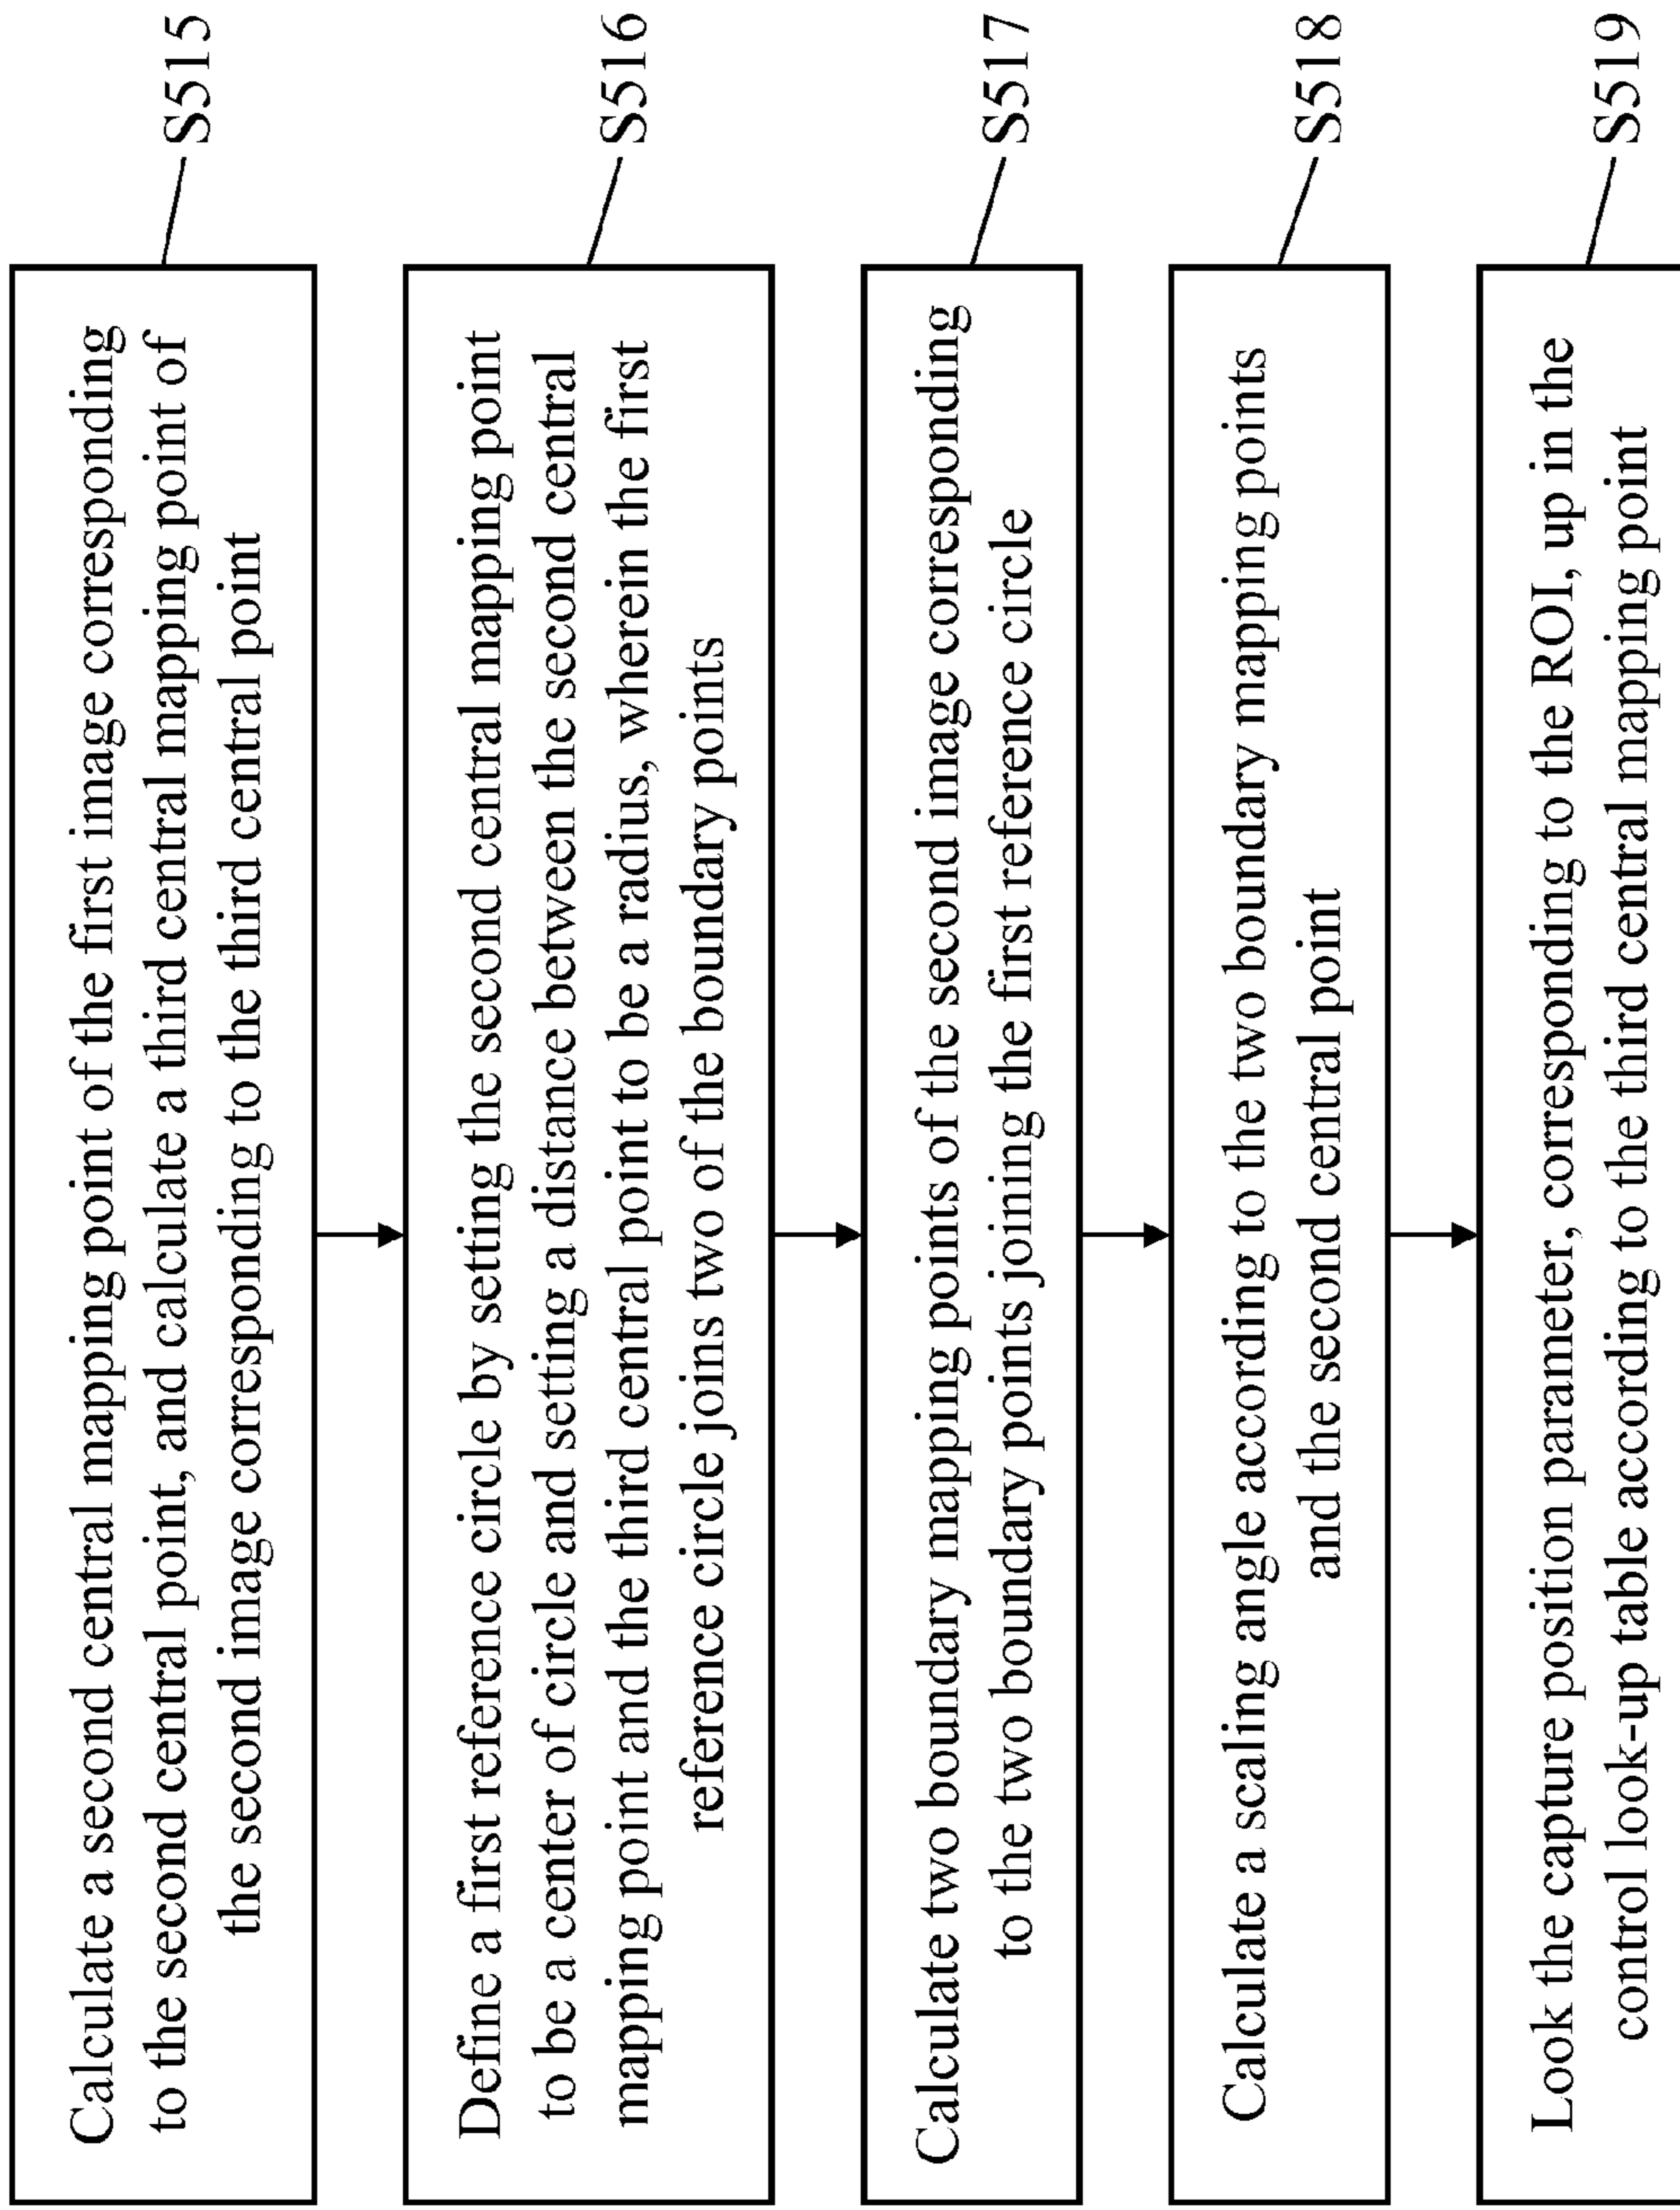 Calculate a second central mapping point of the first image corresponding
to the second central point, and calculate a third central mapping point of
the second image corresponding to the third central point
S515
Define a first reference circle by setting the second central mapping point
to be a center of circle and setting a distance between the second central
mapping point and the third central point to be a radius, wherein the first
reference circle joins two of the boundary points
S516
Calculate two boundary mapping points of the second image corresponding
to the two boundary points joining the first reference circle
S517
Calculate a scaling angle according to the two boundary mapping points
and the second central point
S518
Look the capture position parameter, corresponding to the ROI, up in the
control look-up table according to the third central mapping point
S519